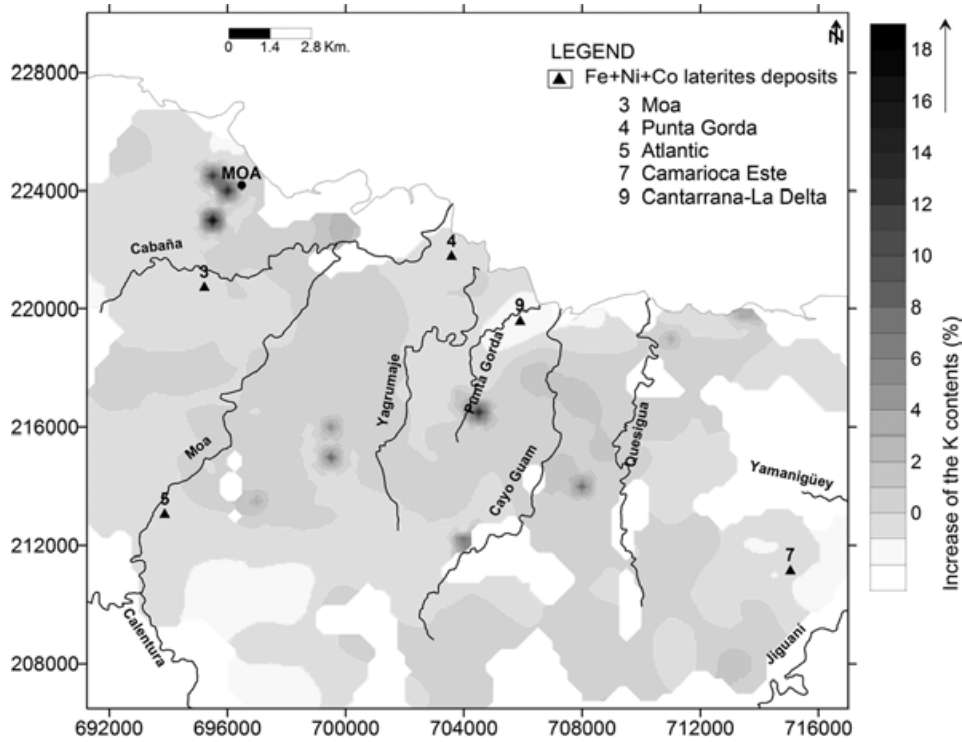 0 1.4 2.8 Km.
N
LEGEND
Fe+Ni+Co laterites deposits
3 Moa
4 Punta Gorda
5 Atlantic
7 Camarioca Este
9 Cantarrana-La Delta
228000
224000
220000
216000
212000
208000
MOA
Cabaña
3
4
9
Yagrumaje
Punta Gorda
Moa
Cayo Guam
Quesigua
Yamanigüey
5
7
Calentura
Jiguani
692000 696000 700000 704000 708000 712000 716000
18
16
14
12
10
8
6
4
2
0
Increase of the K contents (%)